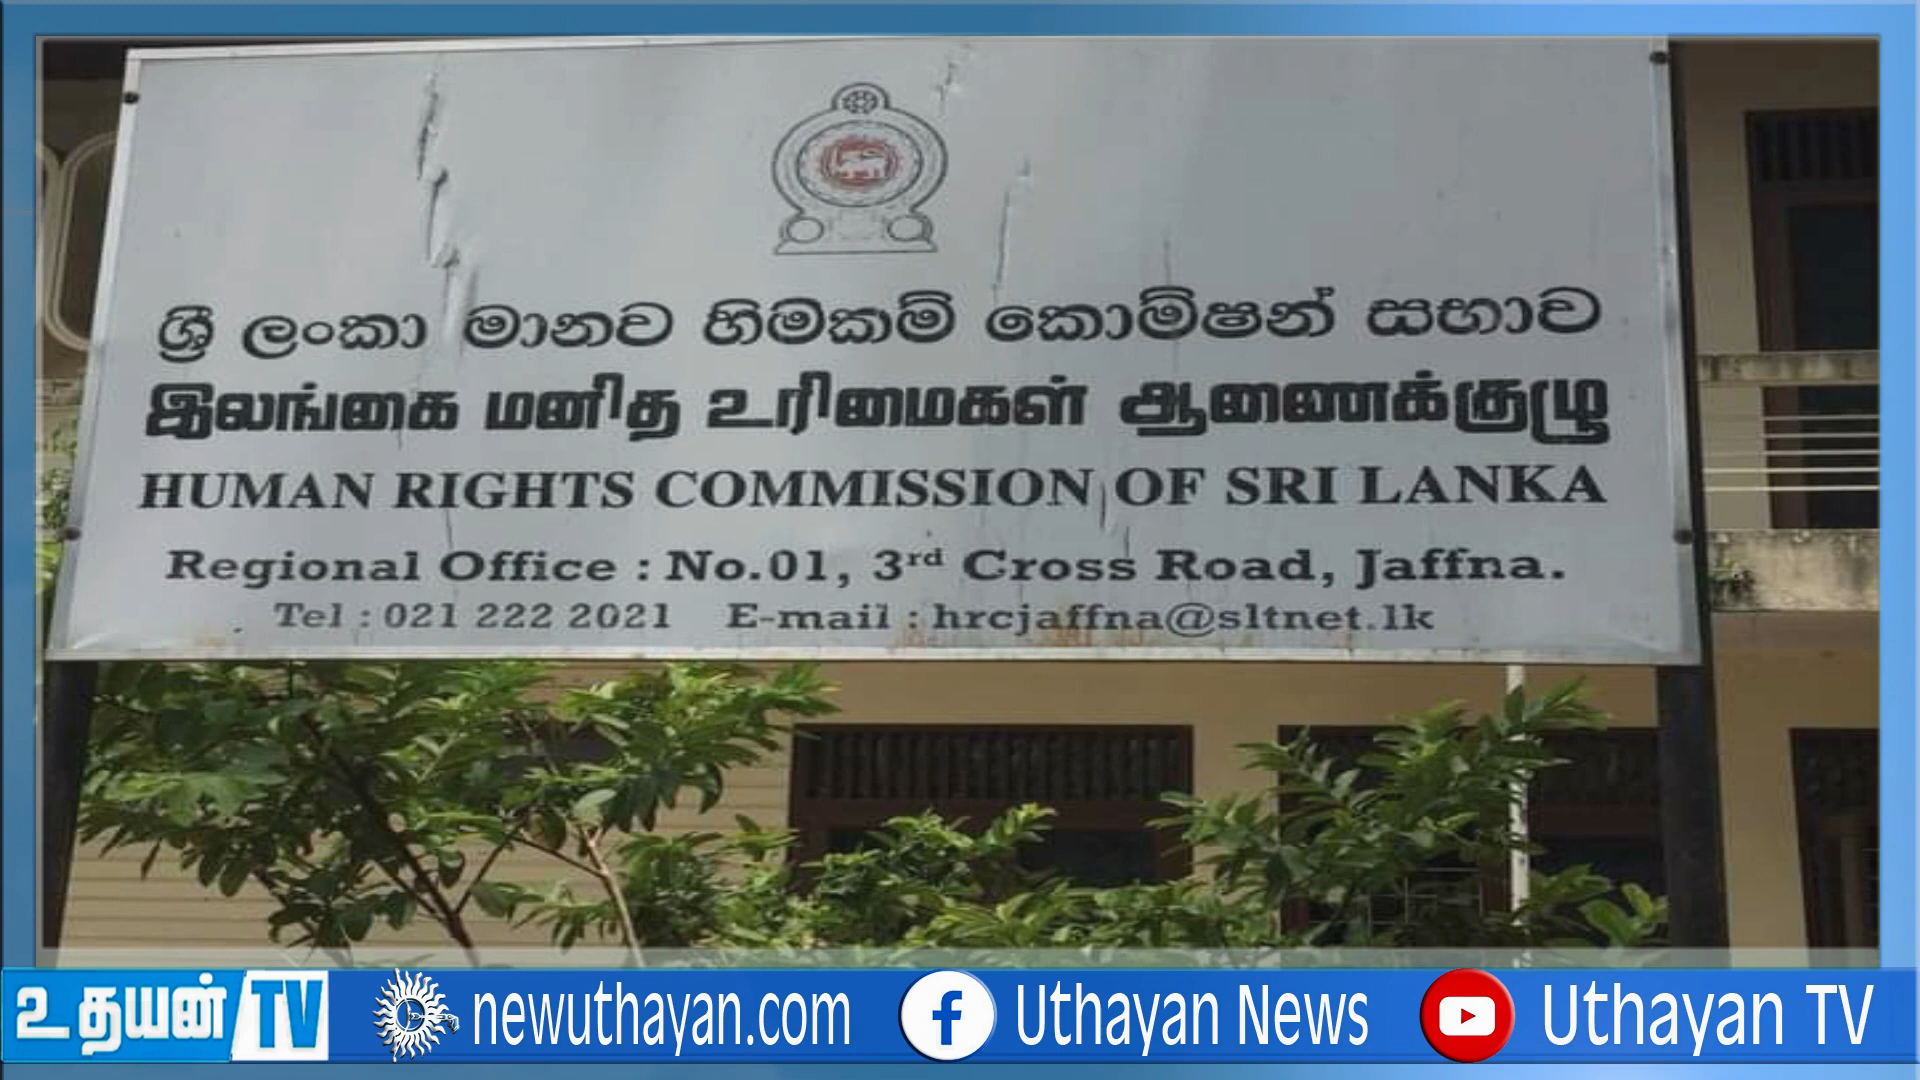 ශ්‍රී ලංකා මානව හිමිකම් කොමිෂන් සභාව
இலங்கை மனித உரிமைகள் ஆணைக்குழு
HUMAN RIGHTS COMMISSION OF SRI LANKA
Regional Office : No.01, 3rd Cross Road, Jaffna.
Tel : 021 222 2021 E-mail : hrcjaffna@sltnet.lk
உதயன் TV newuthayan.com Uthayan News Uthayan TV